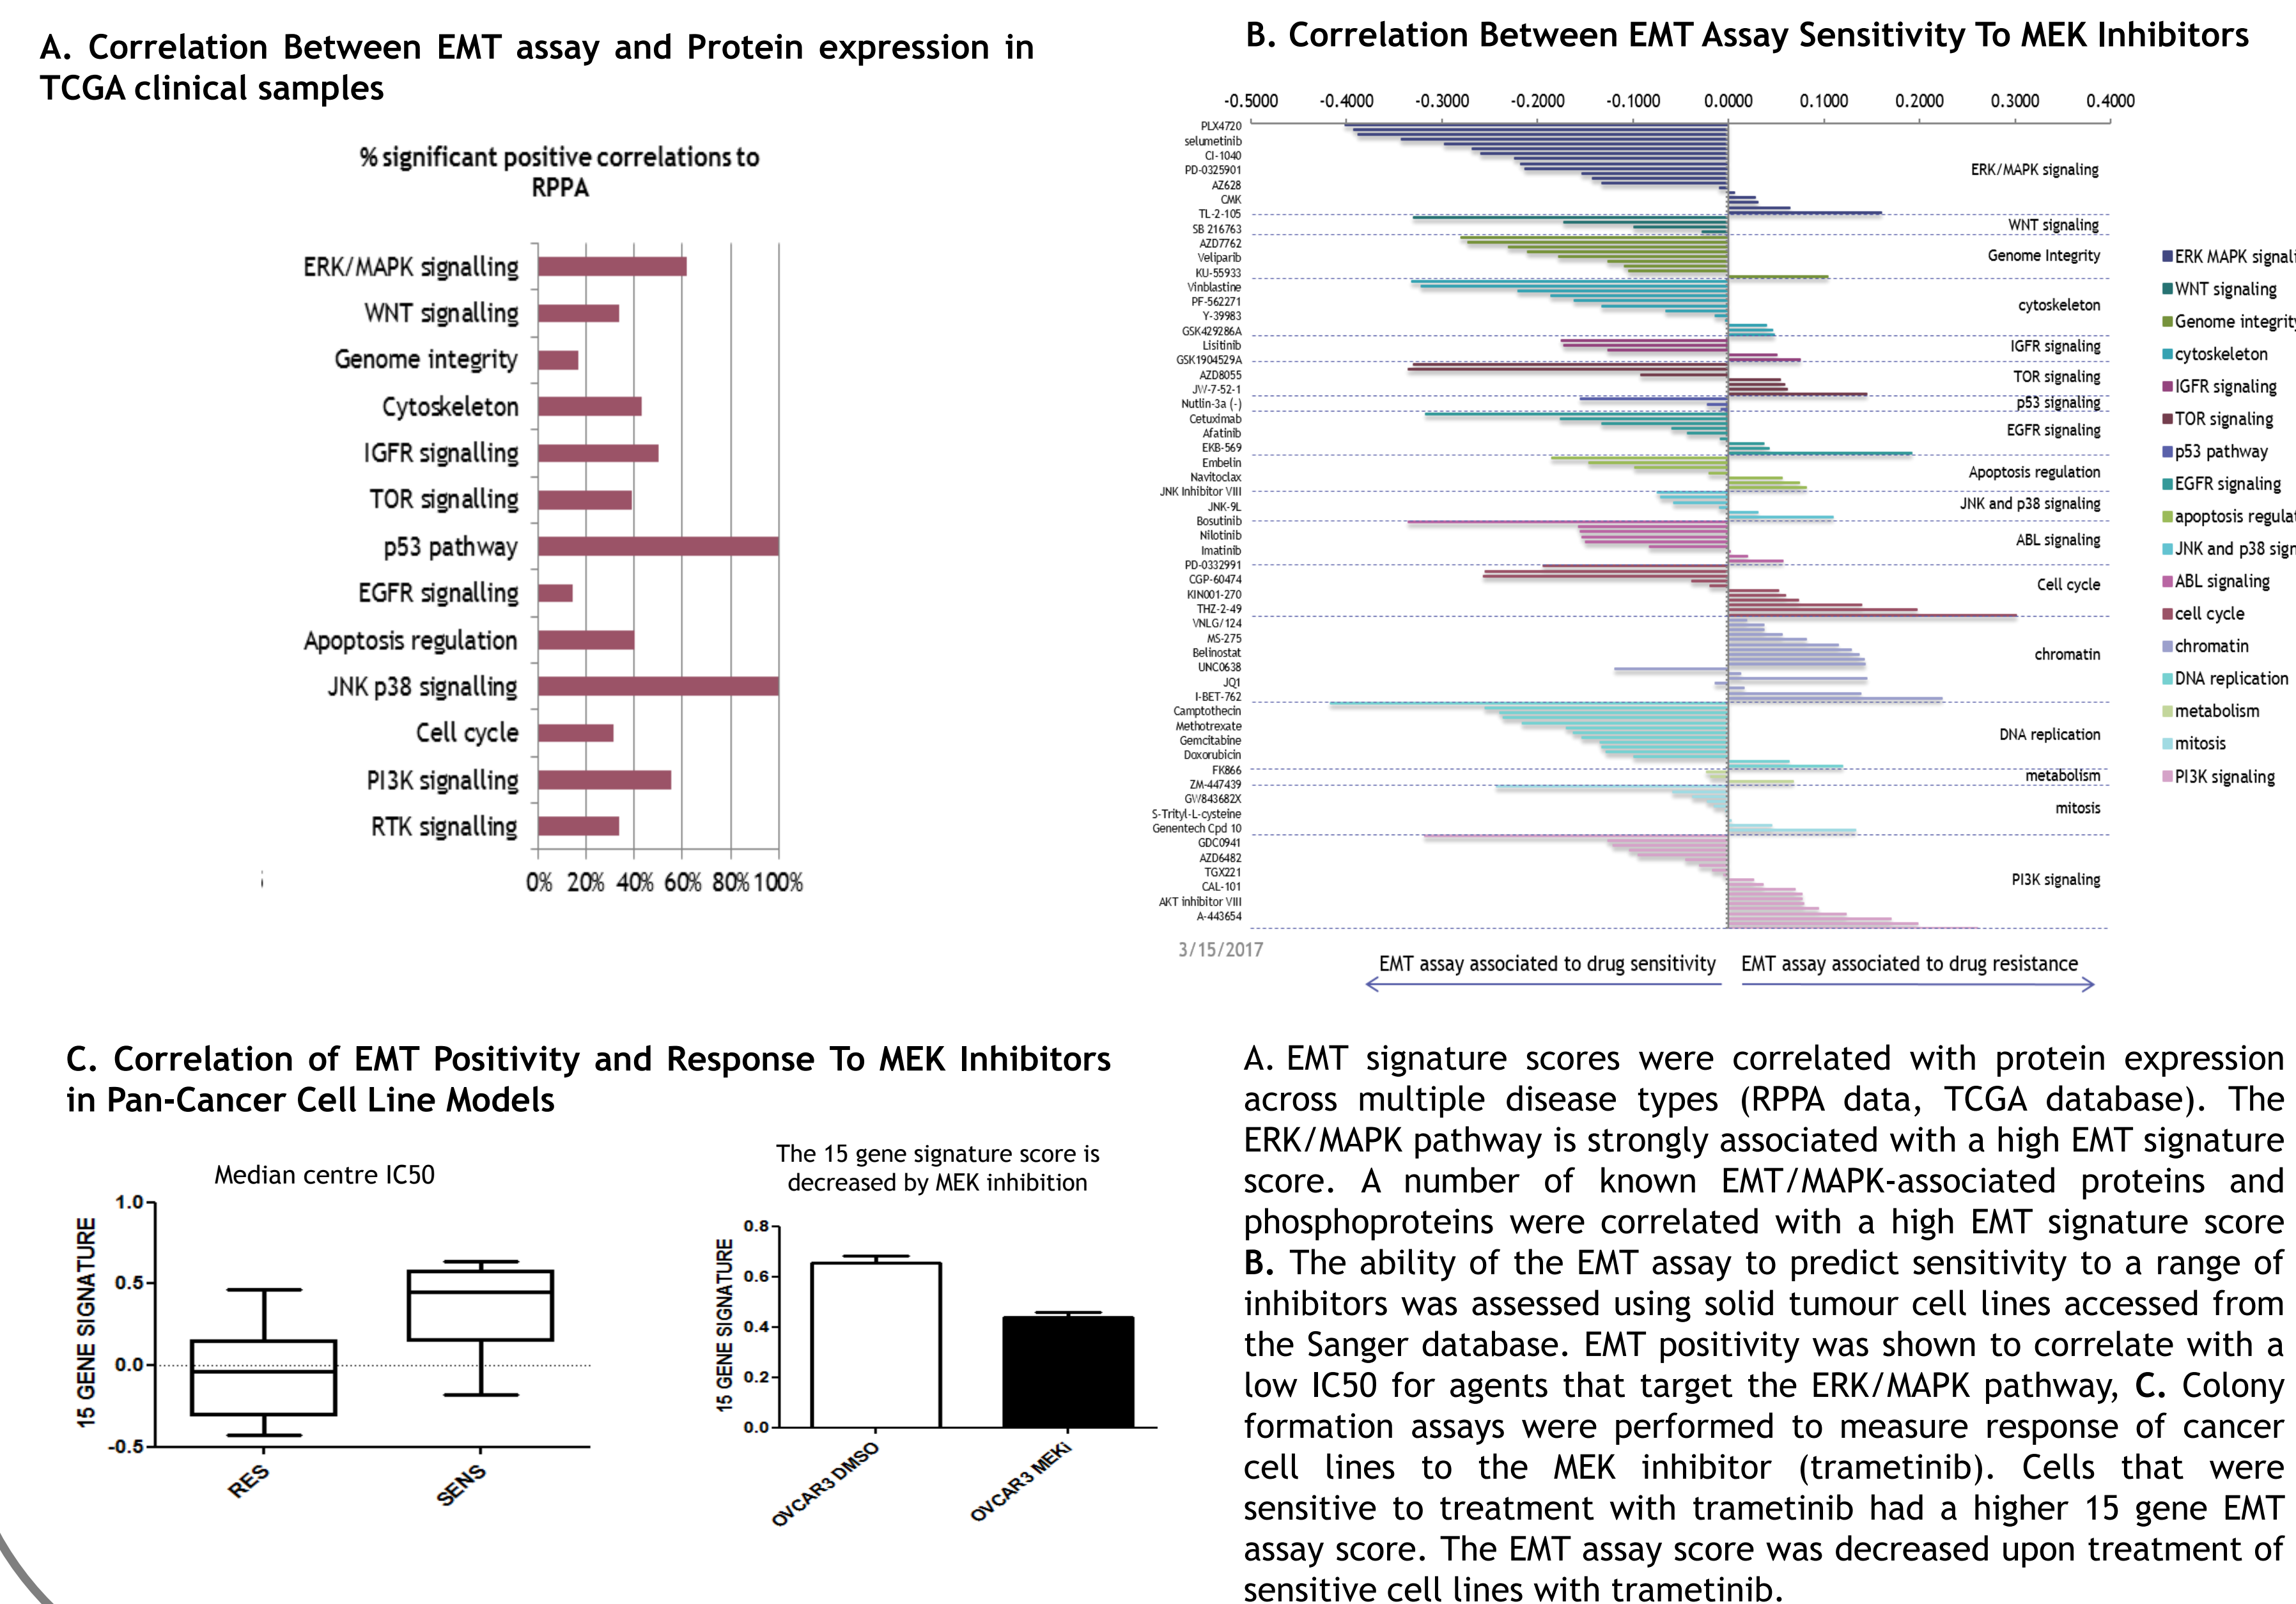 A. Correlation Between EMT assay and Protein expression in
TCGA clinical samples
% significant positive correlations to
RPPA
ERK/MAPK signalling
WNT signalling
Genome integrity
Cytoskeleton
IGFR signalling
TOR signalling
p53 pathway
EGFR signalling
Apoptosis regulation
JNK p38 signalling
Cell cycle
PI3K signalling
RTK signalling
0% 20% 40% 60% 80% 100%
B. Correlation Between EMT Assay Sensitivity To MEK Inhibitors
-0.5000 -0.4000 -0.3000 -0.2000 -0.1000 0.0000 0.1000 0.2000 0.3000 0.4000
PLX4720
selumetinib
CI-1040
PD-0325901
AZ628
CMK
TL-2-105
SB 216763
AZD7762
Veliparib
KU-55933
Vinblastine
PF-562271
Y-39983
GSK429286A
Lisitinib
GSK1904529A
AZD8055
JW-7-52-1
Nutlin-3a (-)
Cetuximab
Afatinib
EKB-569
Embelin
Navitoclax
JNK Inhibitor VIII
JNK-9L
Bosutinib
Nilotinib
Imatinib
PD-0332991
CGP-60474
KIN001-270
THZ-2-49
VNLG/124
MS-275
Belinostat
UNC0638
JQ1
I-BET-762
Camptothecin
Methotrexate
Gemcitabine
Doxorubicin
FK866
ZM-447439
GW843682X
S-Trityl-L-cysteine
Genentech Cpd 10
GDC0941
AZD6482
TGX221
CAL-101
AKT inhibitor VIII
A-443654
ERK/MAPK signaling
WNT signaling
Genome Integrity
cytoskeleton
IGFR signaling
TOR signaling
p53 signaling
EGFR signaling
Apoptosis regulation
JNK and p38 signaling
ABL signaling
Cell cycle
chromatin
DNA replication
metabolism
mitosis
PI3K signaling
ERK MAPK signali
WNT signaling
Genome integrity
cytoskeleton
IGFR signaling
TOR signaling
p53 pathway
EGFR signaling
apoptosis regulat
JNK and p38 sign
ABL signaling
cell cycle
chromatin
DNA replication
metabolism
mitosis
PI3K signaling
3/15/2017
EMT assay associated to drug sensitivity
EMT assay associated to drug resistance
C. Correlation of EMT Positivity and Response To MEK Inhibitors
in Pan-Cancer Cell Line Models
Median centre IC50
15 GENE SIGNATURE
1.0
0.5
0.0
-0.5
RES
SENS
The 15 gene signature score is
decreased by MEK inhibition
15 GENE SIGNATURE
0.8
0.6
0.4
0.2
0.0
OVCAR3 DMSO
OVCAR3 MEKi
A. EMT signature scores were correlated with protein expression
across multiple disease types (RPPA data, TCGA database). The
ERK/MAPK pathway is strongly associated with a high EMT signature
score. A number of known EMT/MAPK-associated proteins and
phosphoproteins were correlated with a high EMT signature score
B. The ability of the EMT assay to predict sensitivity to a range of
inhibitors was assessed using solid tumour cell lines accessed from
the Sanger database. EMT positivity was shown to correlate with a
low IC50 for agents that target the ERK/MAPK pathway, C. Colony
formation assays were performed to measure response of cancer
cell lines to the MEK inhibitor (trametinib). Cells that were
sensitive to treatment with trametinib had a higher 15 gene EMT
assay score. The EMT assay score was decreased upon treatment of
sensitive cell lines with trametinib.